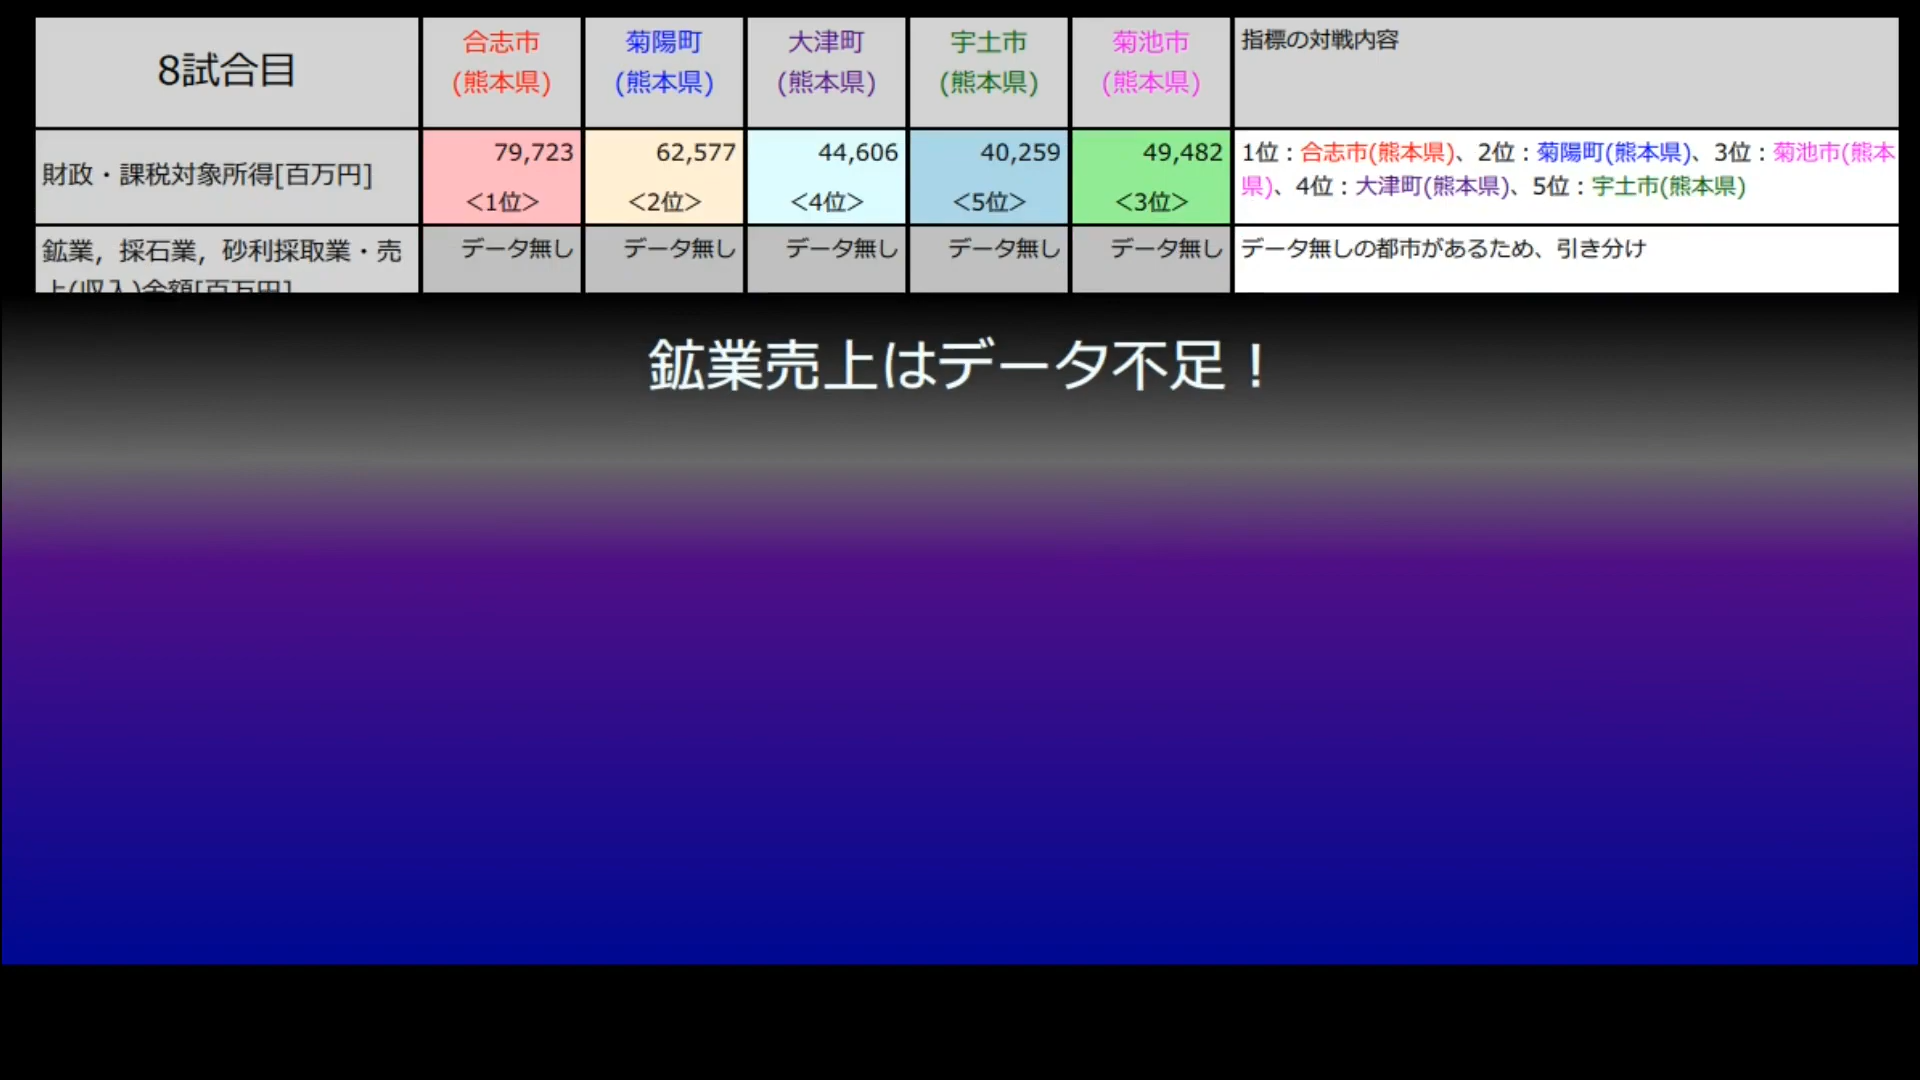 8試合目
合志市
(熊本県)
菊陽町
(熊本県)
大津町
(熊本県)
宇土市
(熊本県)
菊池市
(熊本県)
指標の対戦内容
財政・課税対象所得[百万円]
79,723
<1位>
62,577
<2位>
44,606
<4位>
40,259
<5位>
49,482
<3位>
1位：合志市(熊本県)、2位：菊陽町(熊本県)、3位：菊池市(熊本
県)、4位：大津町(熊本県)、5位：宇土市(熊本県)
鉱業，採石業，砂利採取業・売
上(収入)金額[百万円]
データ無し
データ無し
データ無し
データ無し
データ無し
データ無しの都市があるため、引き分け
鉱業売上はデータ不足！